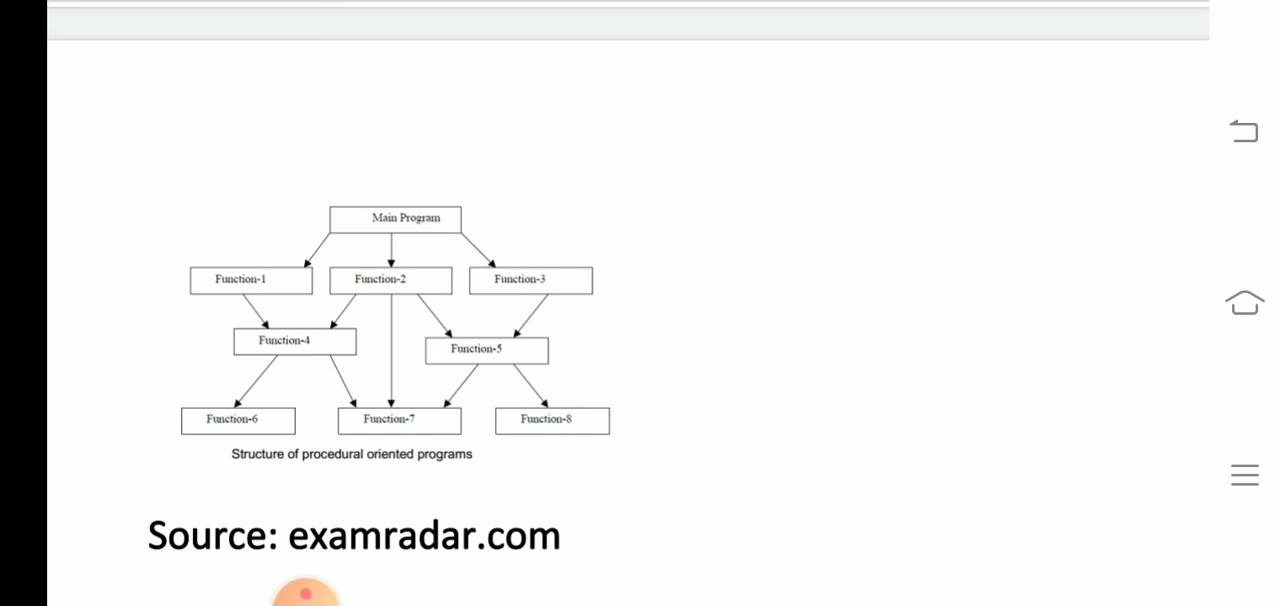 Main Program
Function-1
Function-2
Function-3
Function-4
Function-5
Function-6
Function-7
Function-8
Structure of procedural oriented programs
Source: examradar.com